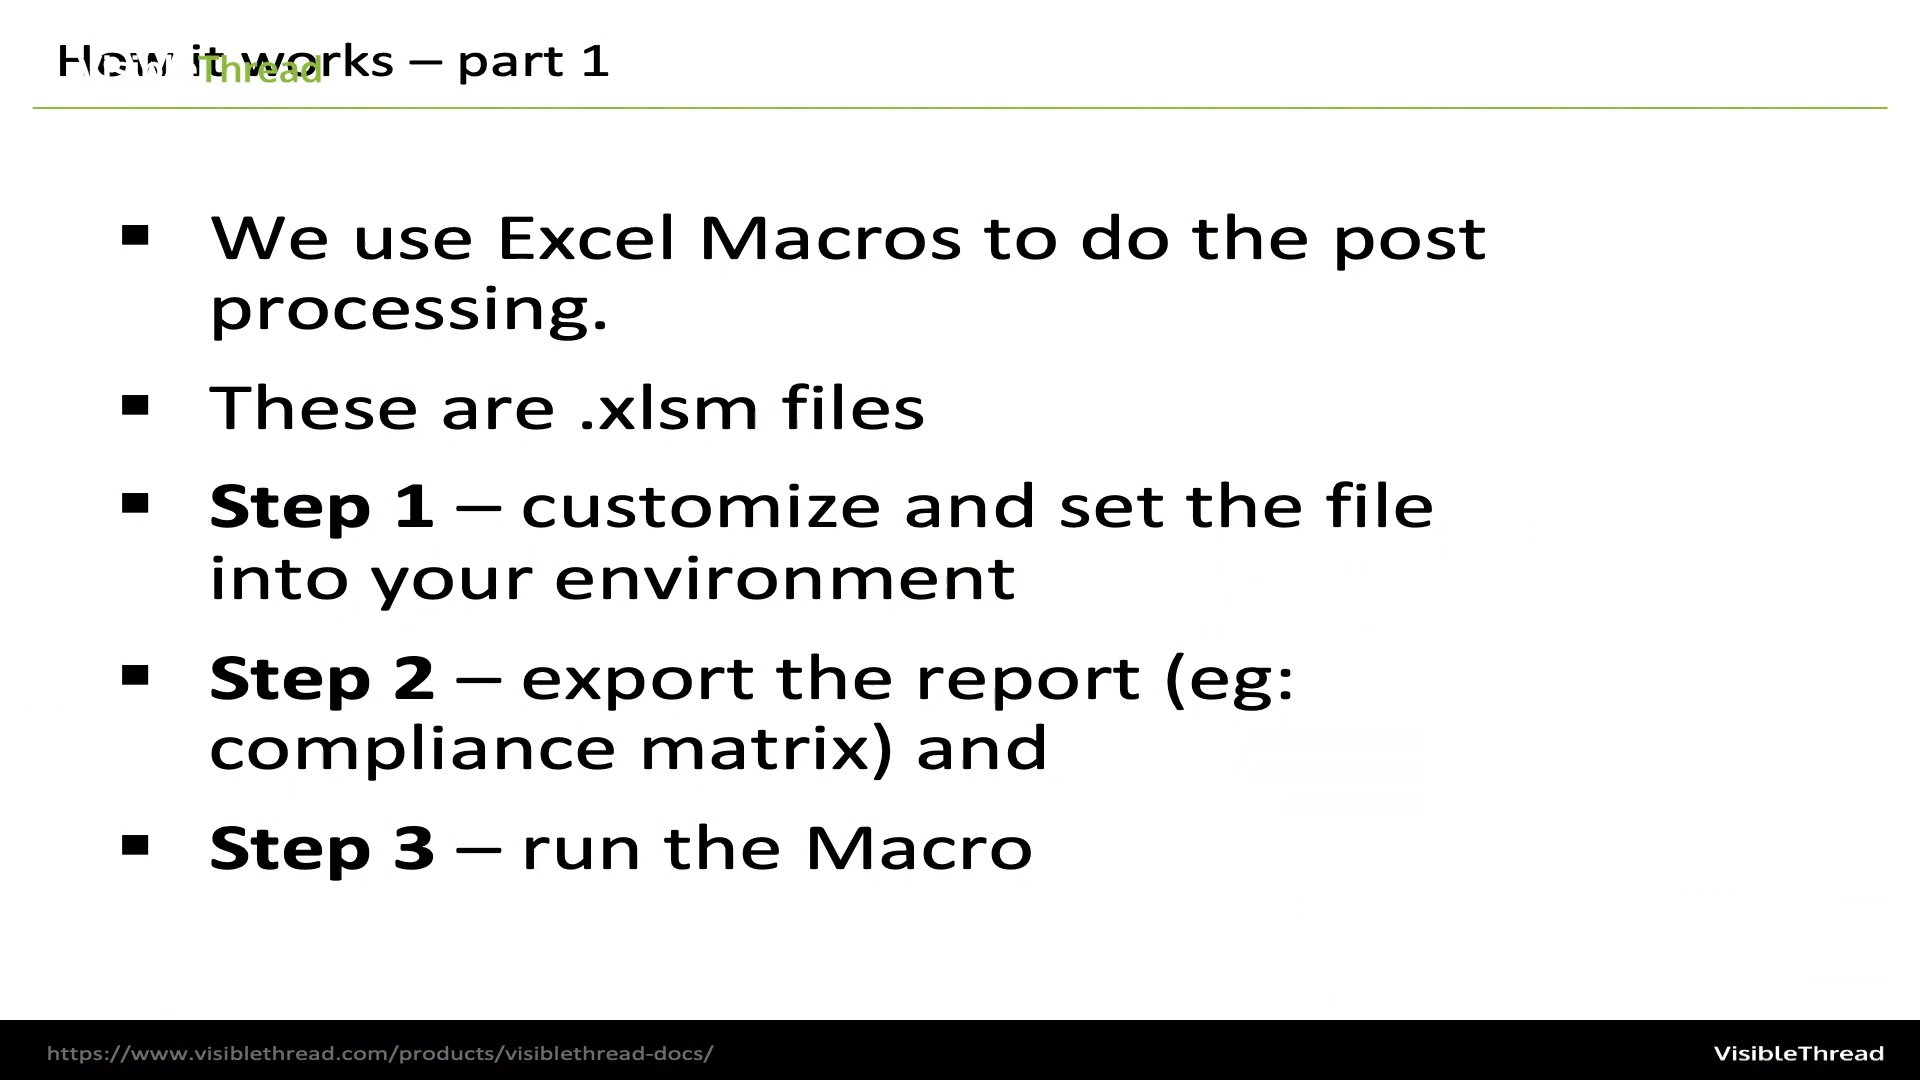 How it works – part 1
VisibleThread
We use Excel Macros to do the post
processing.
These are .xlsm files
Step 1 – customize and set the file
into your environment
Step 2 – export the report (eg:
compliance matrix) and
Step 3 – run the Macro
https://www.visiblethread.com/products/visiblethread-docs/
VisibleThread